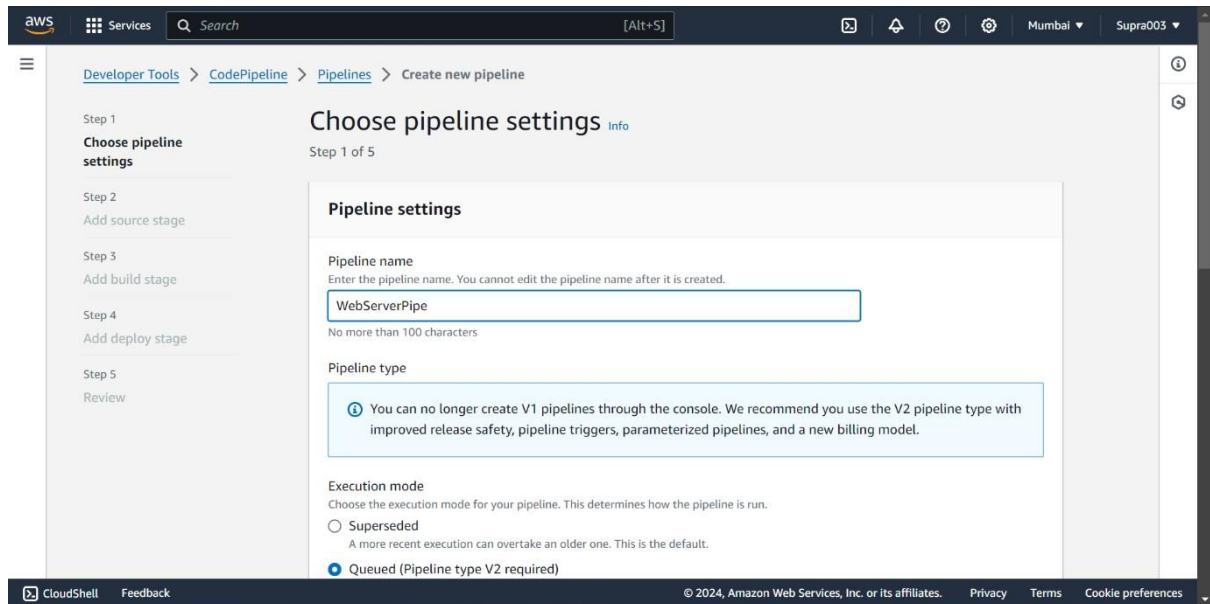 aws
Services
Search [Alt+S]
Mumbai
Supra003
Developer Tools > CodePipeline > Pipelines > Create new pipeline
Step 1
Choose pipeline
settings
Step 2
Add source stage
Step 3
Add build stage
Step 4
Add deploy stage
Step 5
Review
Choose pipeline settings Info
Step 1 of 5
Pipeline settings
Pipeline name
Enter the pipeline name. You cannot edit the pipeline name after it is created.
WebServerPipe
No more than 100 characters
Pipeline type
You can no longer create V1 pipelines through the console. We recommend you use the V2 pipeline type with
improved release safety, pipeline triggers, parameterized pipelines, and a new billing model.
Execution mode
Choose the execution mode for your pipeline. This determines how the pipeline is run.
Superseded
A more recent execution can overtake an older one. This is the default.
Queued (Pipeline type V2 required)
CloudShell Feedback © 2024, Amazon Web Services, Inc. or its affiliates. Privacy Terms Cookie preferences